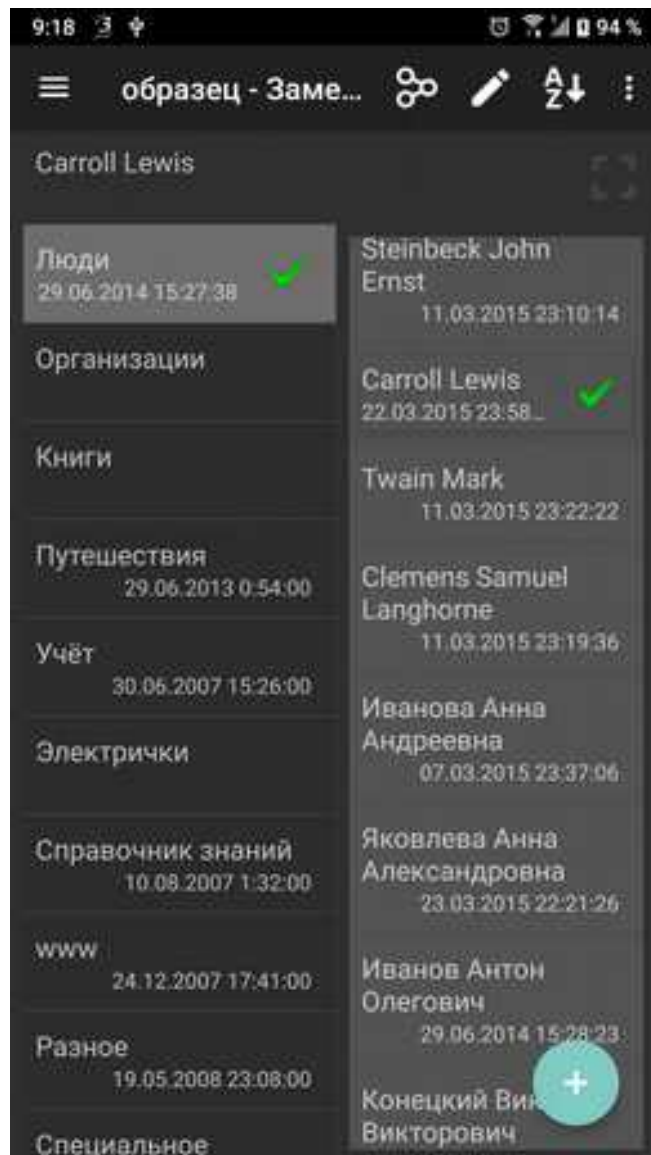 9:18 94 %
образец - Заме...
Carroll Lewis
Люди
29.06.2014 15:27:38
Организации
Книги
Путешествия
29.06.2013 0:54:00
Учёт
30.06.2007 15:26:00
Электрички
Справочник знаний
10.08.2007 1:32:00
www
24.12.2007 17:41:00
Разное
19.05.2008 23:08:00
Специальное
Steinbeck John
Ernst
11.03.2015 23:10:14
Carroll Lewis
22.03.2015 23:58...
Twain Mark
11.03.2015 23:22:22
Clemens Samuel
Langhorne
11.03.2015 23:19:36
Иванова Анна
Андреевна
07.03.2015 23:37:06
Яковлева Анна
Александровна
23.03.2015 22:21:26
Иванов Антон
Олегович
29.06.2014 15:28:23
Конецкий Вик
Викторович